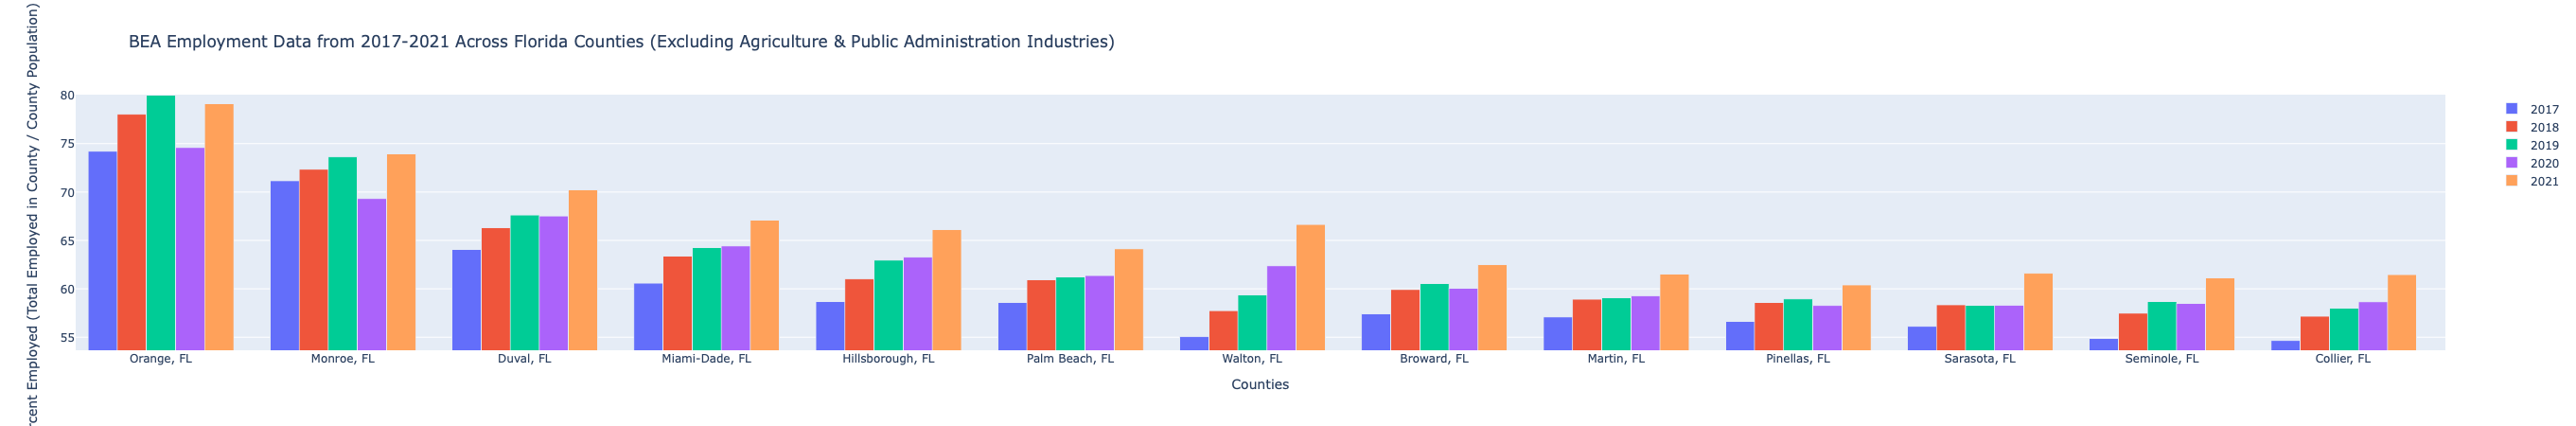 BEA Employment Data from 2017-2021 Across Florida Counties (Excluding Agriculture & Public Administration Industries)
Employed (Total Employed in County / County Population)
80
75
70
65
60
55
Orange, FL
Monroe, FL
Duval, FL
Miami-Dade, FL
Hillsborough, FL
Palm Beach, FL
Walton, FL
Broward, FL
Martin, FL
Pinellas, FL
Sarasota, FL
Seminole, FL
Collier, FL
Counties
2017
2018
2019
2020
2021